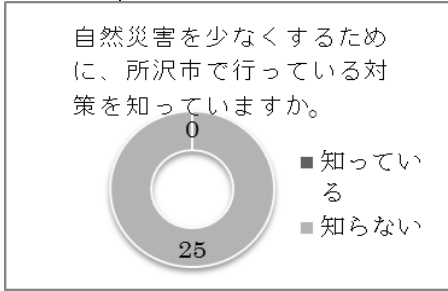 自然災害を少なくするため
に、所沢市で行っている対
策を知っていますか。
0
知ってい
る
知らない
25